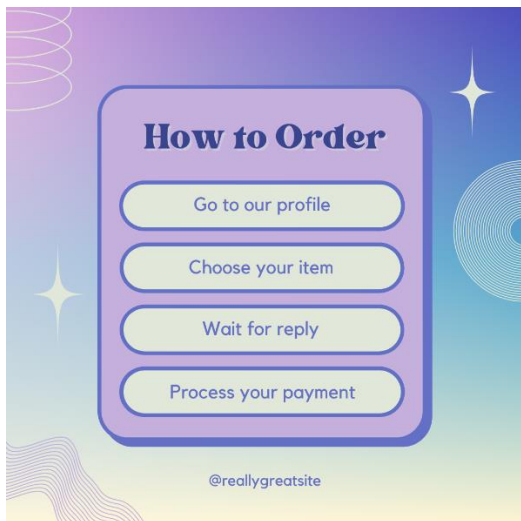 How to Order
Go to our profile
Choose your item
Wait for reply
Process your payment
@reallygreatsite